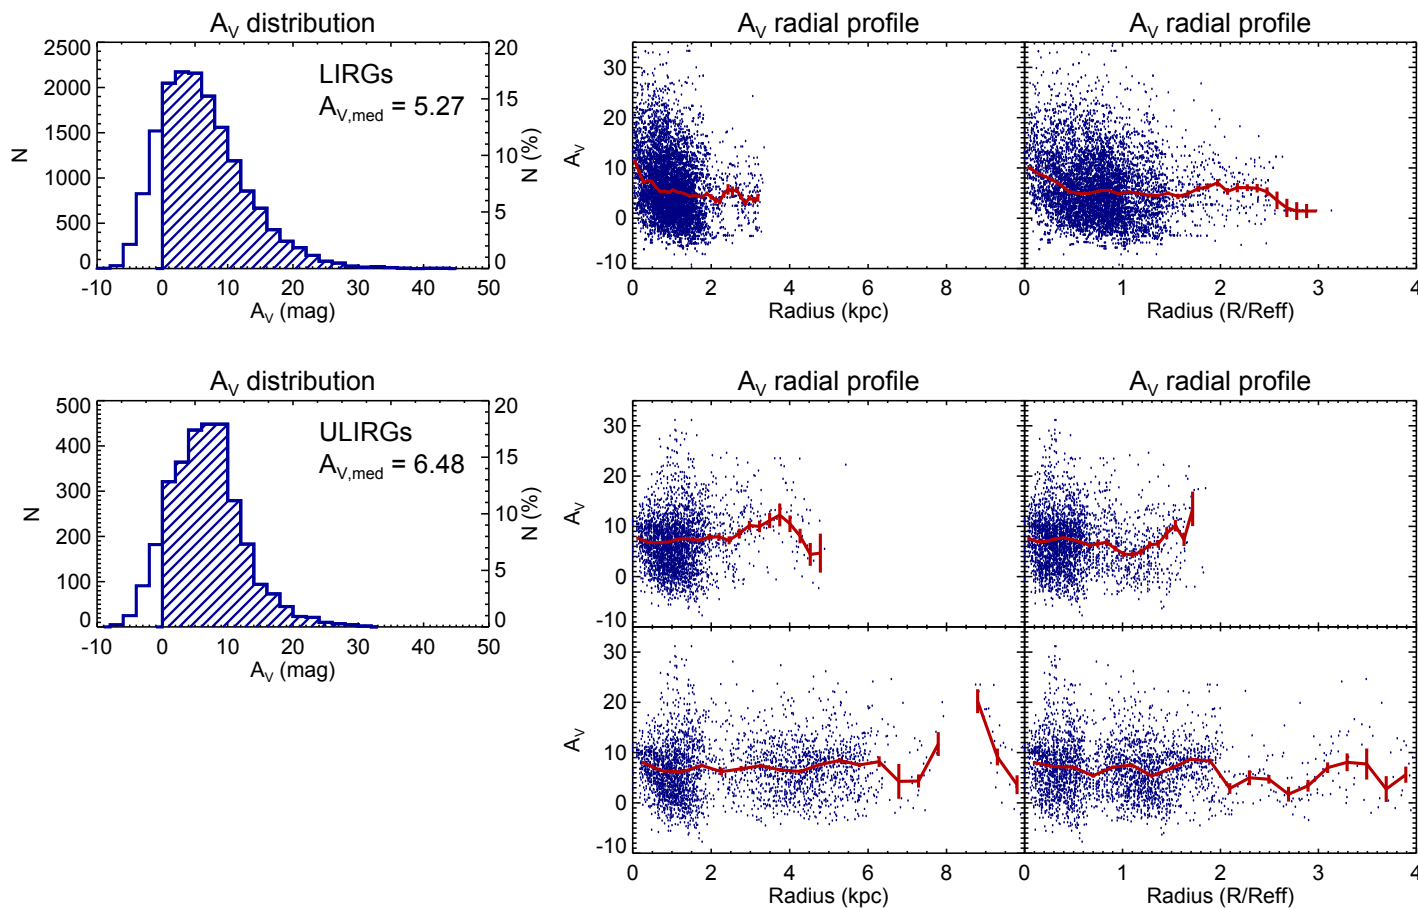 A_V distribution
2500
2000
1500
1000
500
0
N
20
15
10
5
0
N (%)
LIRGs
A_V,med = 5.27
-10 0 10 20 30 40 50
A_V (mag)
A_V radial profile
A_V radial profile
30
20
10
0
-10
A_V
0 2 4 6 8
Radius (kpc)
0 1 2 3 4
Radius (R/Reff)
A_V distribution
500
400
300
200
100
0
N
20
15
10
5
0
N (%)
ULIRGs
A_V,med = 6.48
-10 0 10 20 30 40 50
A_V (mag)
A_V radial profile
A_V radial profile
30
20
10
0
-10
A_V
30
20
10
0
-10
A_V
0 2 4 6 8
Radius (kpc)
0 1 2 3 4
Radius (R/Reff)